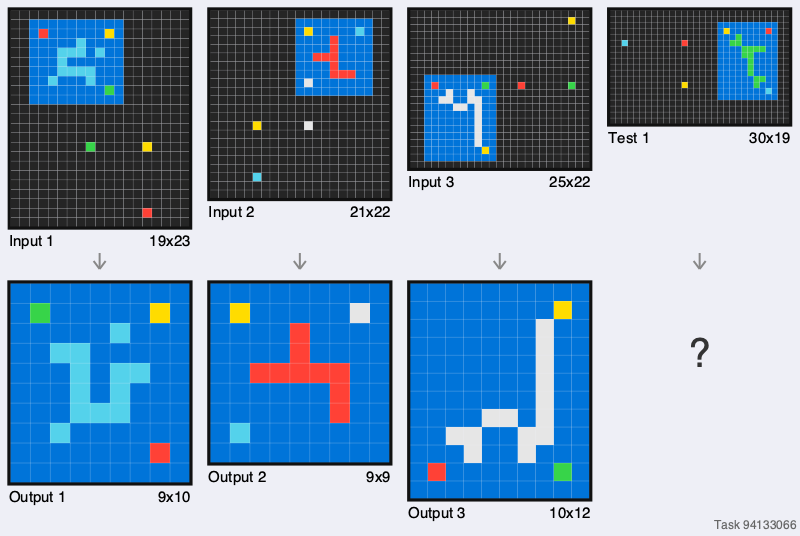 Input 1 19x23
Input 2 21x22
Input 3 25x22
Test 1 30x19
?
Output 1 9x10
Output 2 9x9
Output 3 10x12
Task 94133066